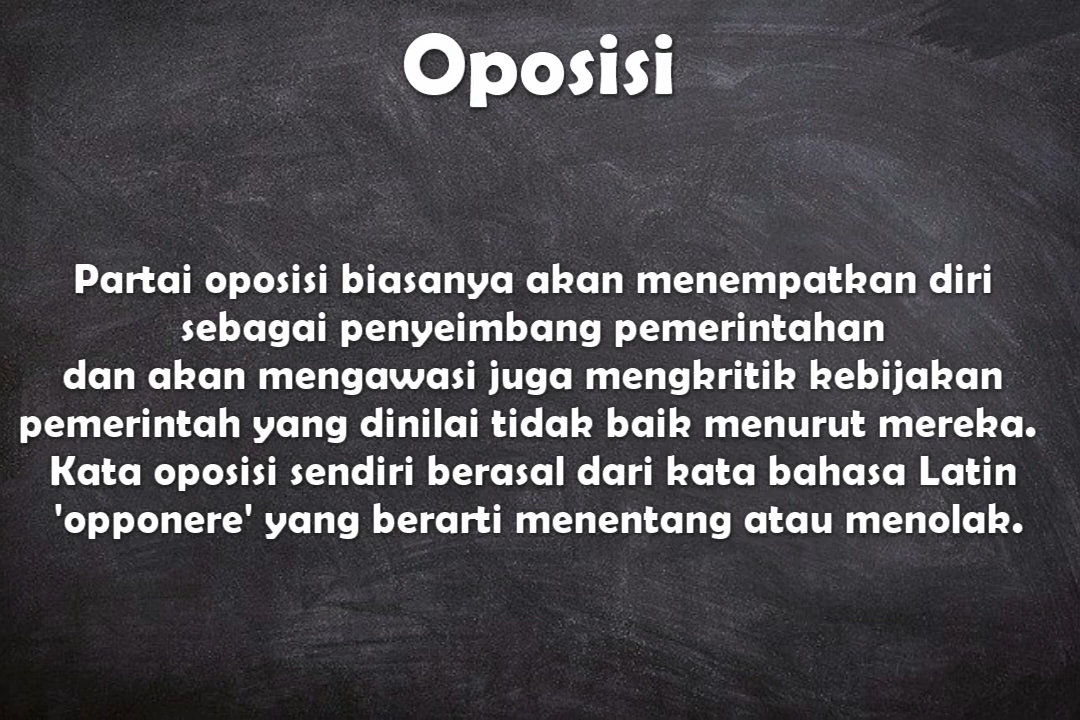 Oposisi
Partai oposisi biasanya akan menempatkan diri
sebagai penyeimbang pemerintahan
dan akan mengawasi juga mengkritik kebijakan
pemerintah yang dinilai tidak baik menurut mereka.
Kata oposisi sendiri berasal dari kata bahasa Latin
'opponere' yang berarti menentang atau menolak.